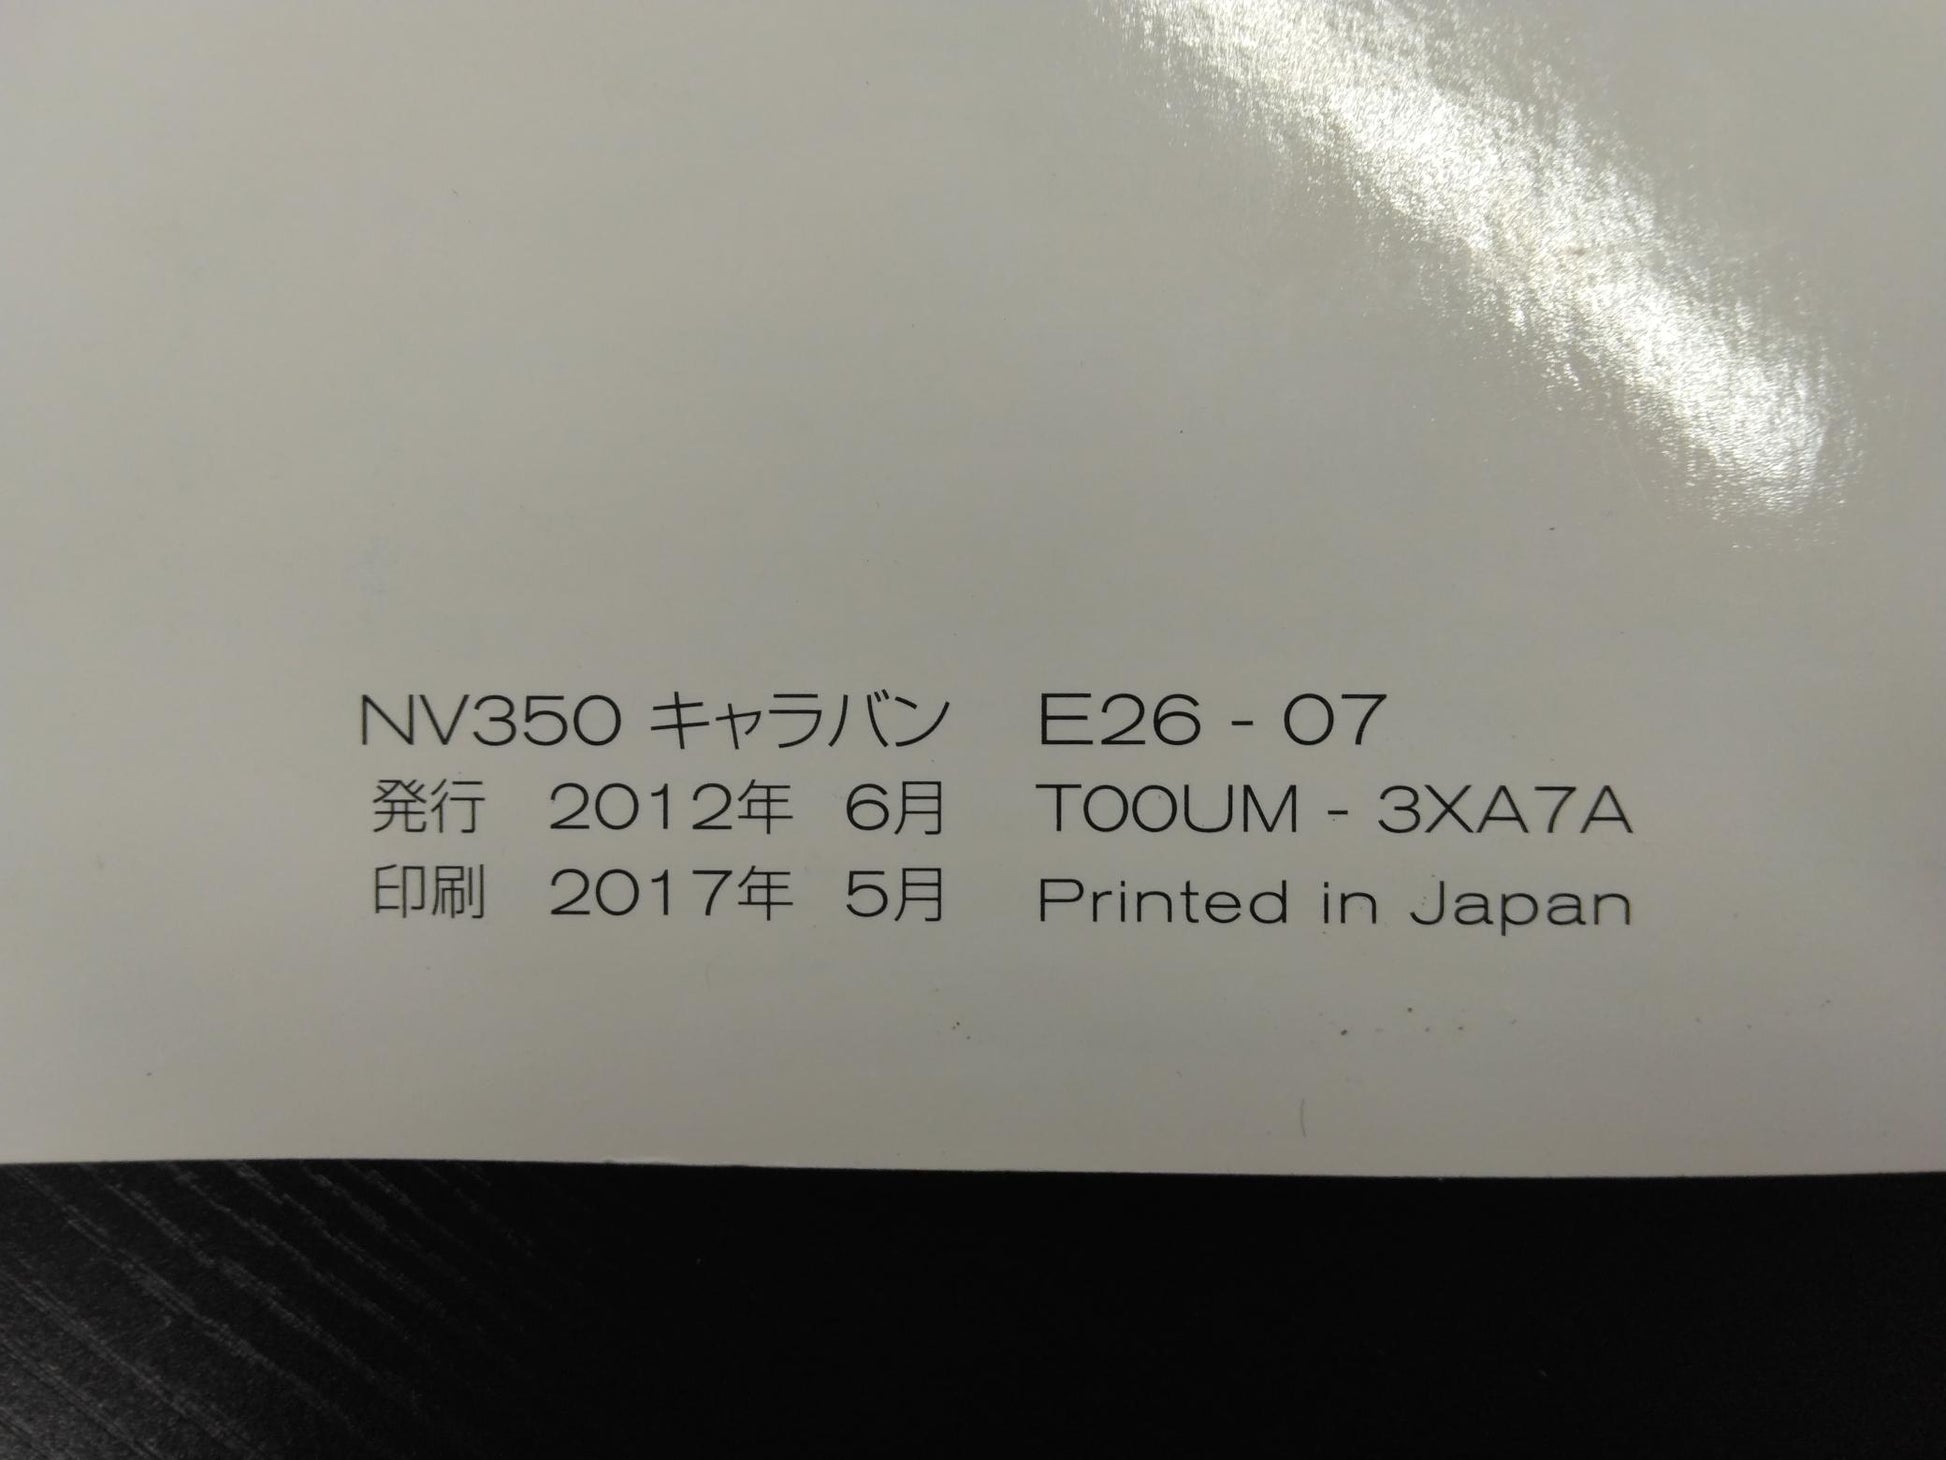 NV350 キャラバン E26 - 07
発行 2012年 6月 T00UM - 3XA7A
印刷 2017年 5月 Printed in Japan